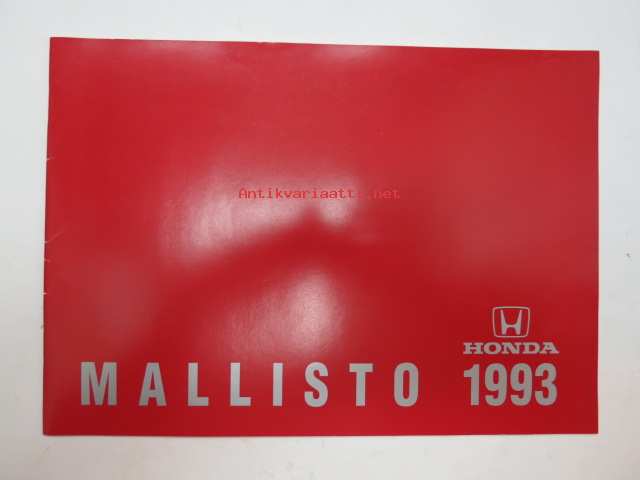 Antikvariaatti.net
HONDA
MALLISTO 1993